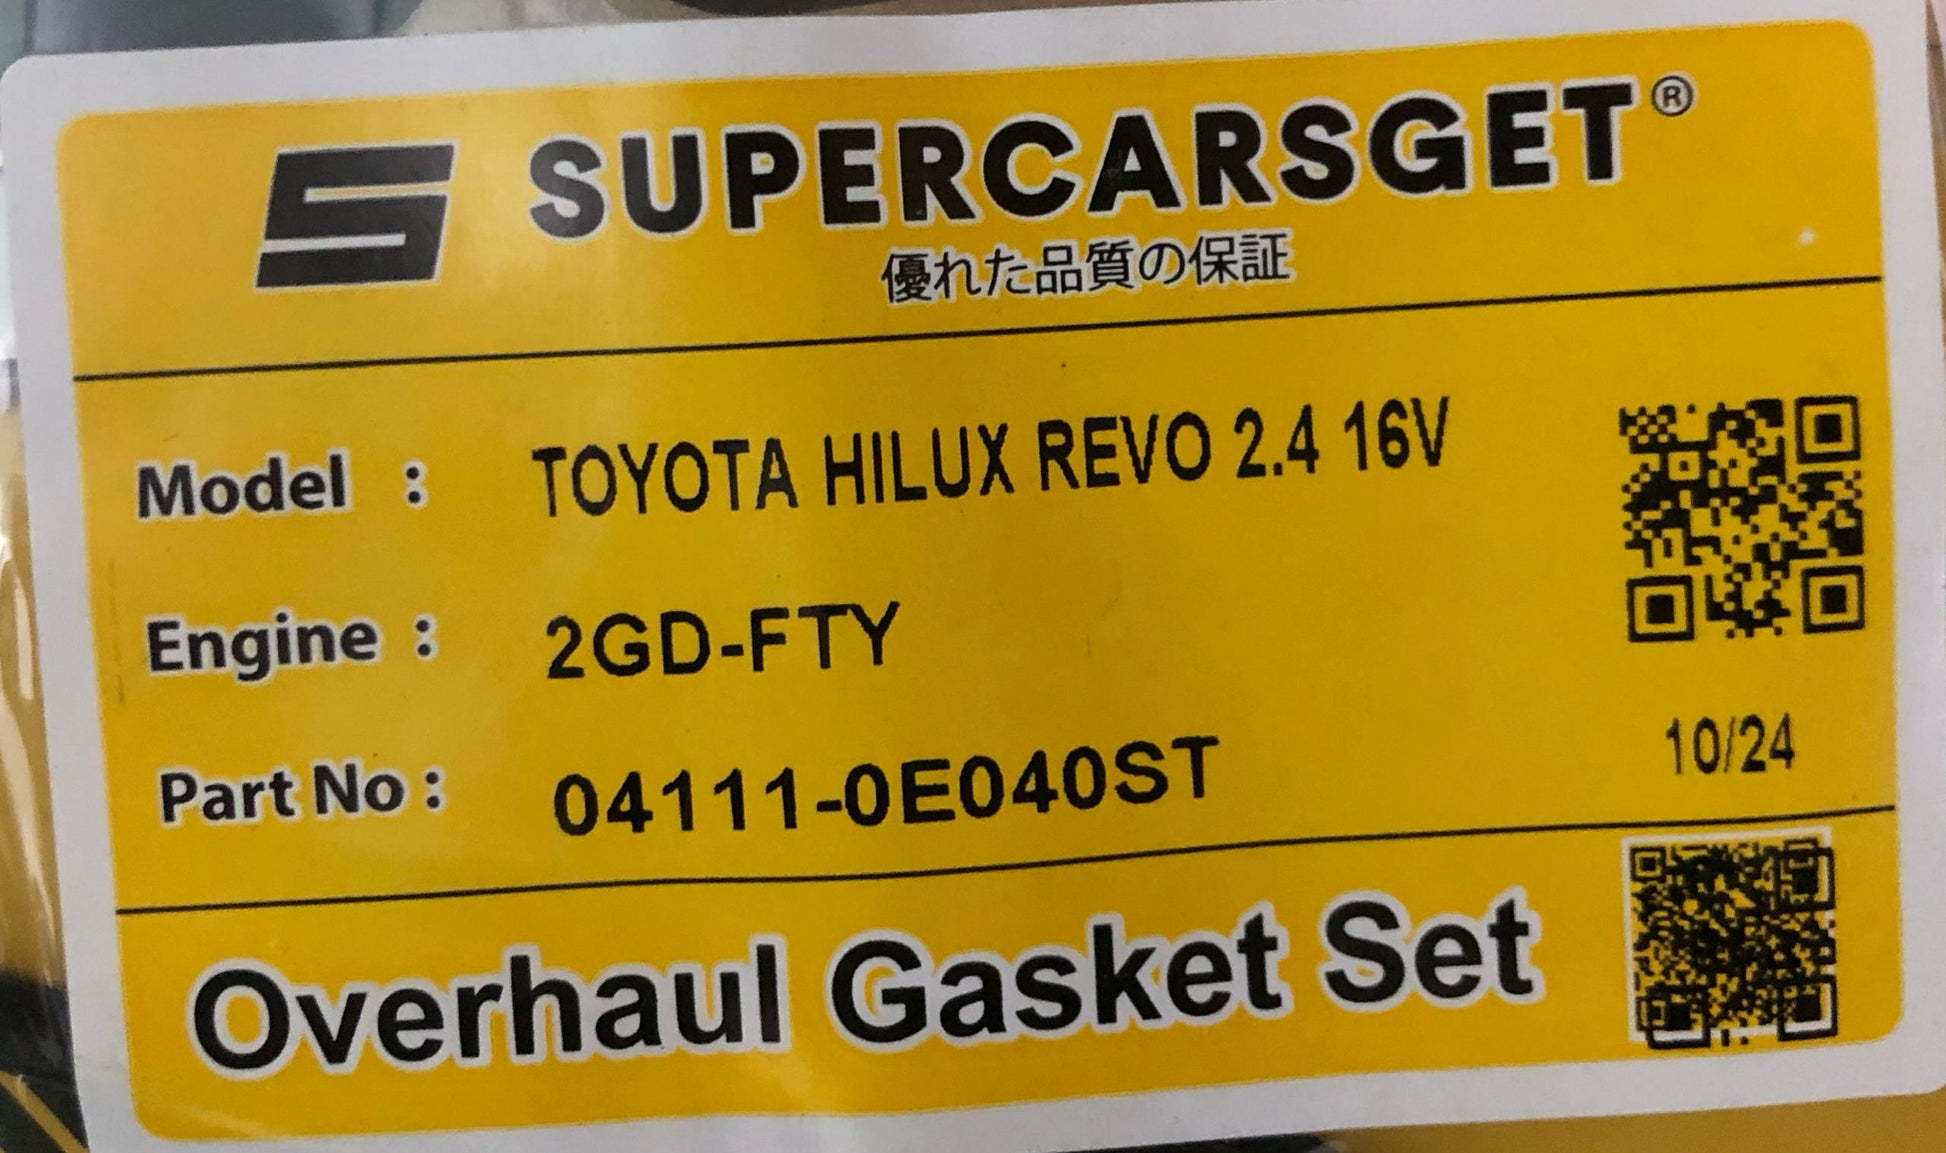 SUPERCARSGET®
優れた品質の保証
Model : TOYOTA HILUX REVO 2.4 16V
Engine : 2GD-FTY
Part No : 04111-0E040ST
10/24
Overhaul Gasket Set